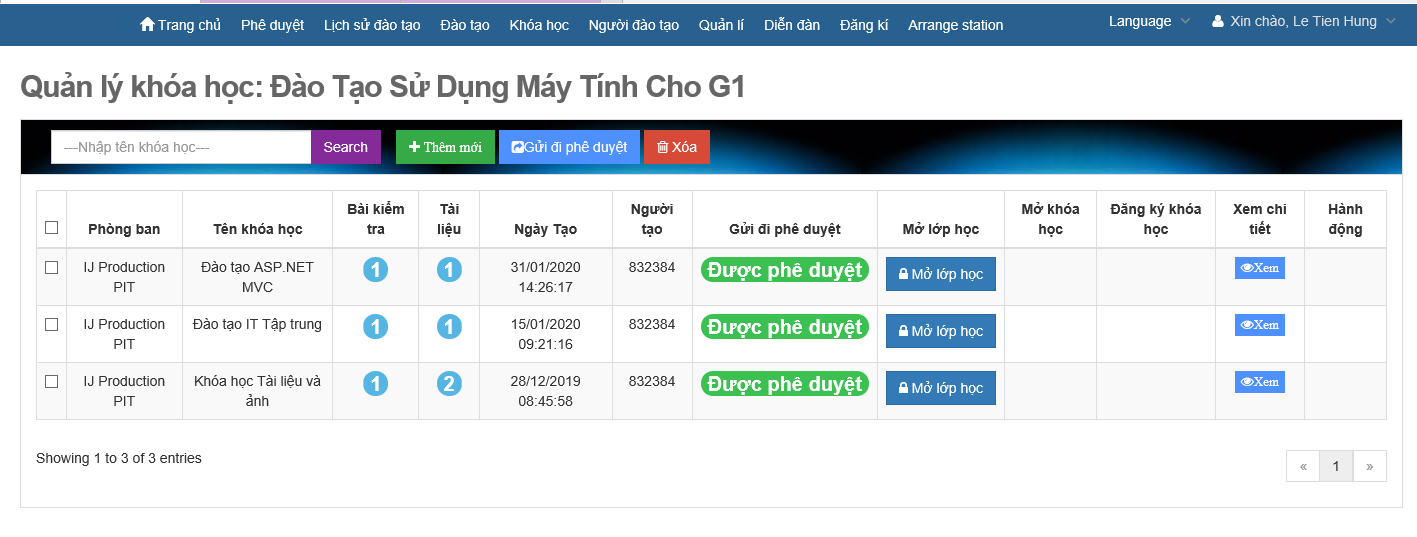 Trang chủ Phê duyệt Lịch sử đào tạo Đào tạo Khóa học Người đào tạo Quản lí Diễn đàn Đăng kí Arrange station Language Xin chào, Le Tien Hung
Quản lý khóa học: Đào Tạo Sử Dụng Máy Tính Cho G1
---Nhập tên khóa học--- Search Thêm mới Gửi đi phê duyệt Xóa
Phòng ban Tên khóa học Bài kiểm tra Tài liệu Ngày Tạo Người tạo Gửi đi phê duyệt Mở lớp học Mở khóa học Đăng ký khóa học Xem chi tiết Hành động
IJ Production PIT Đào tạo ASP.NET MVC 1 1 31/01/2020 14:26:17 832384 Được phê duyệt Mở lớp học Xem
IJ Production PIT Đào tạo IT Tập trung 1 1 15/01/2020 09:21:16 832384 Được phê duyệt Mở lớp học Xem
IJ Production PIT Khóa học Tài liệu và ảnh 1 2 28/12/2019 08:45:58 832384 Được phê duyệt Mở lớp học Xem
Showing 1 to 3 of 3 entries « 1 »